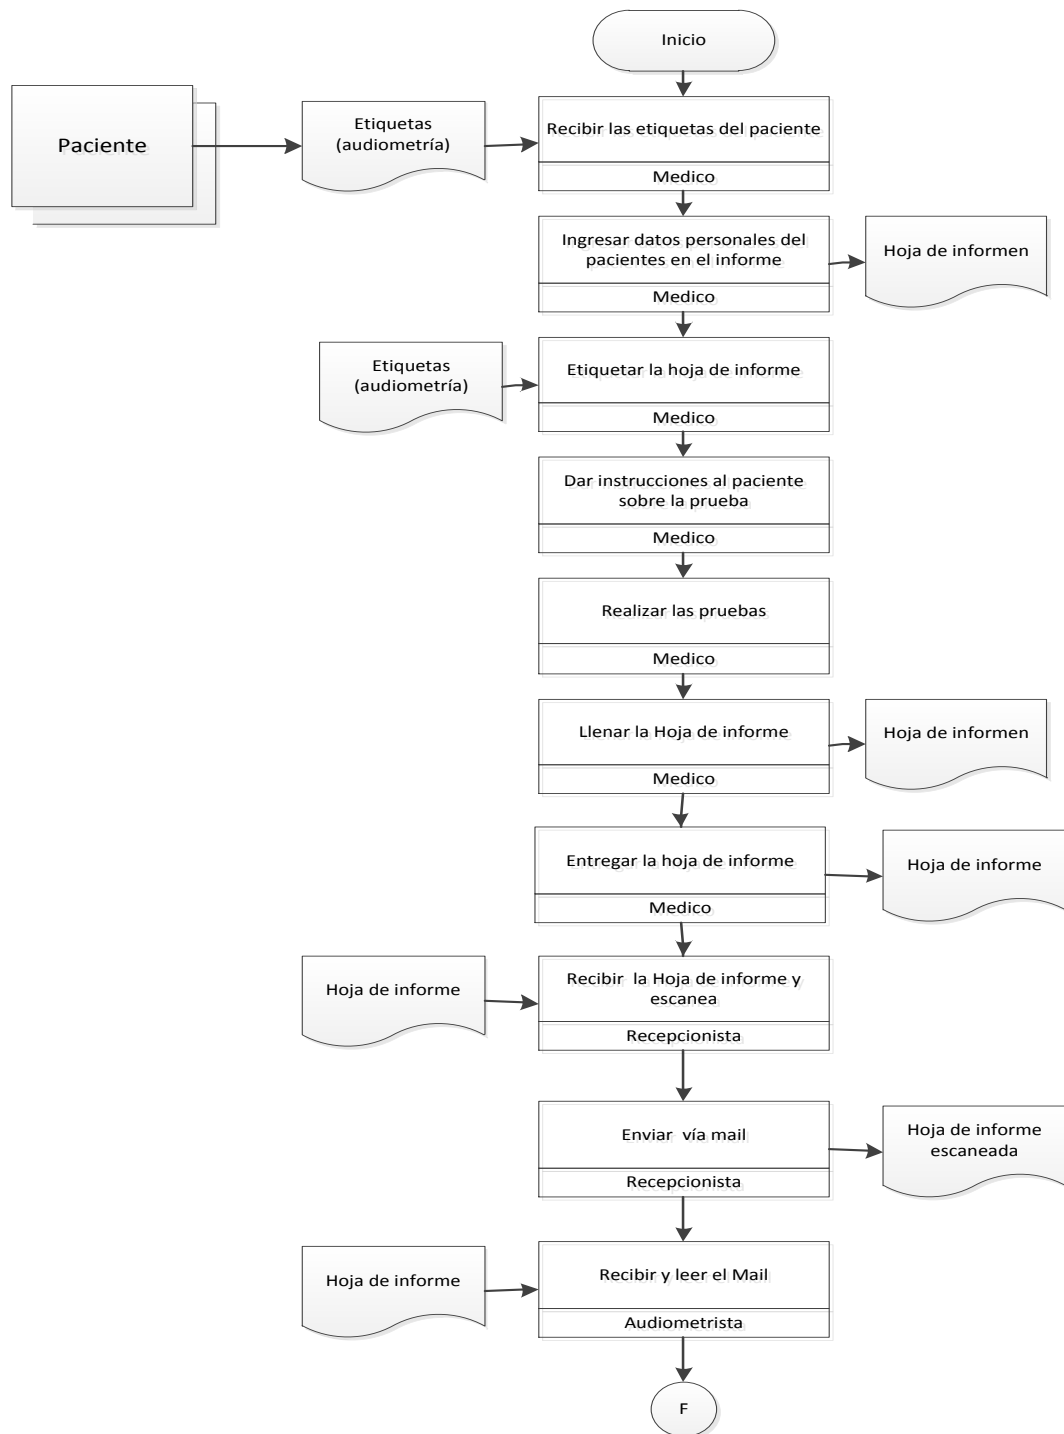 Inicio
Paciente
Etiquetas
(audiometría)
Recibir las etiquetas del paciente
Medico
Ingresar datos personales del
pacientes en el informe
Medico
Hoja de informen
Etiquetas
(audiometría)
Etiquetar la hoja de informe
Medico
Dar instrucciones al paciente
sobre la prueba
Medico
Realizar las pruebas
Medico
Llenar la Hoja de informe
Medico
Hoja de informen
Entregar la hoja de informe
Medico
Hoja de informe
Hoja de informe
Recibir  la Hoja de informe y
escanea
Recepcionista
Enviar  vía mail
Recepcionista
Hoja de informe
escaneada
Hoja de informe
Recibir y leer el Mail
Audiometrista
F